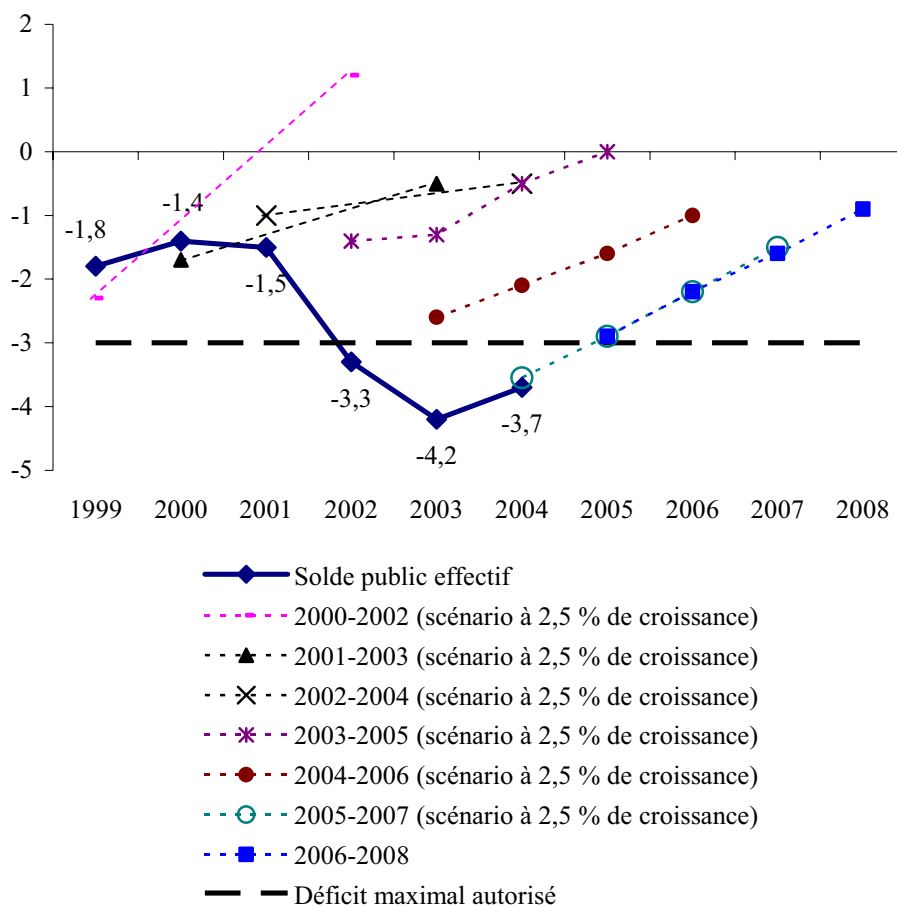 2
1
0
-1
-2
-3
-4
-5
-1,8
-1,4
-1,5
-3,3
-4,2
-3,7
1999 2000 2001 2002 2003 2004 2005 2006 2007 2008
Solde public effectif
2000-2002 (scénario à 2,5 % de croissance)
2001-2003 (scénario à 2,5 % de croissance)
2002-2004 (scénario à 2,5 % de croissance)
2003-2005 (scénario à 2,5 % de croissance)
2004-2006 (scénario à 2,5 % de croissance)
2005-2007 (scénario à 2,5 % de croissance)
2006-2008
Déficit maximal autorisé